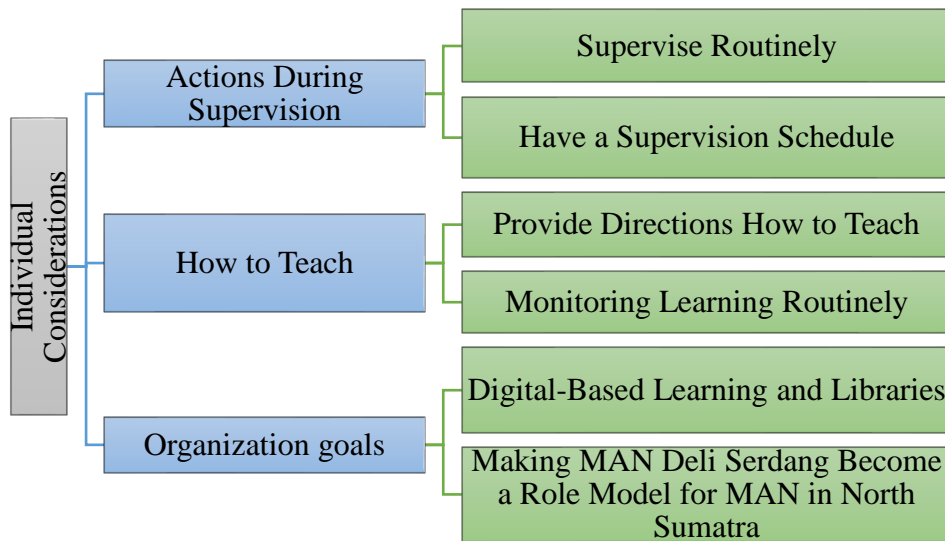 Individual
Considerations
Actions During
Supervision
Supervise Routinely
Have a Supervision Schedule
How to Teach
Provide Directions How to Teach
Monitoring Learning Routinely
Organization goals
Digital-Based Learning and Libraries
Making MAN Deli Serdang Become
a Role Model for MAN in North
Sumatra